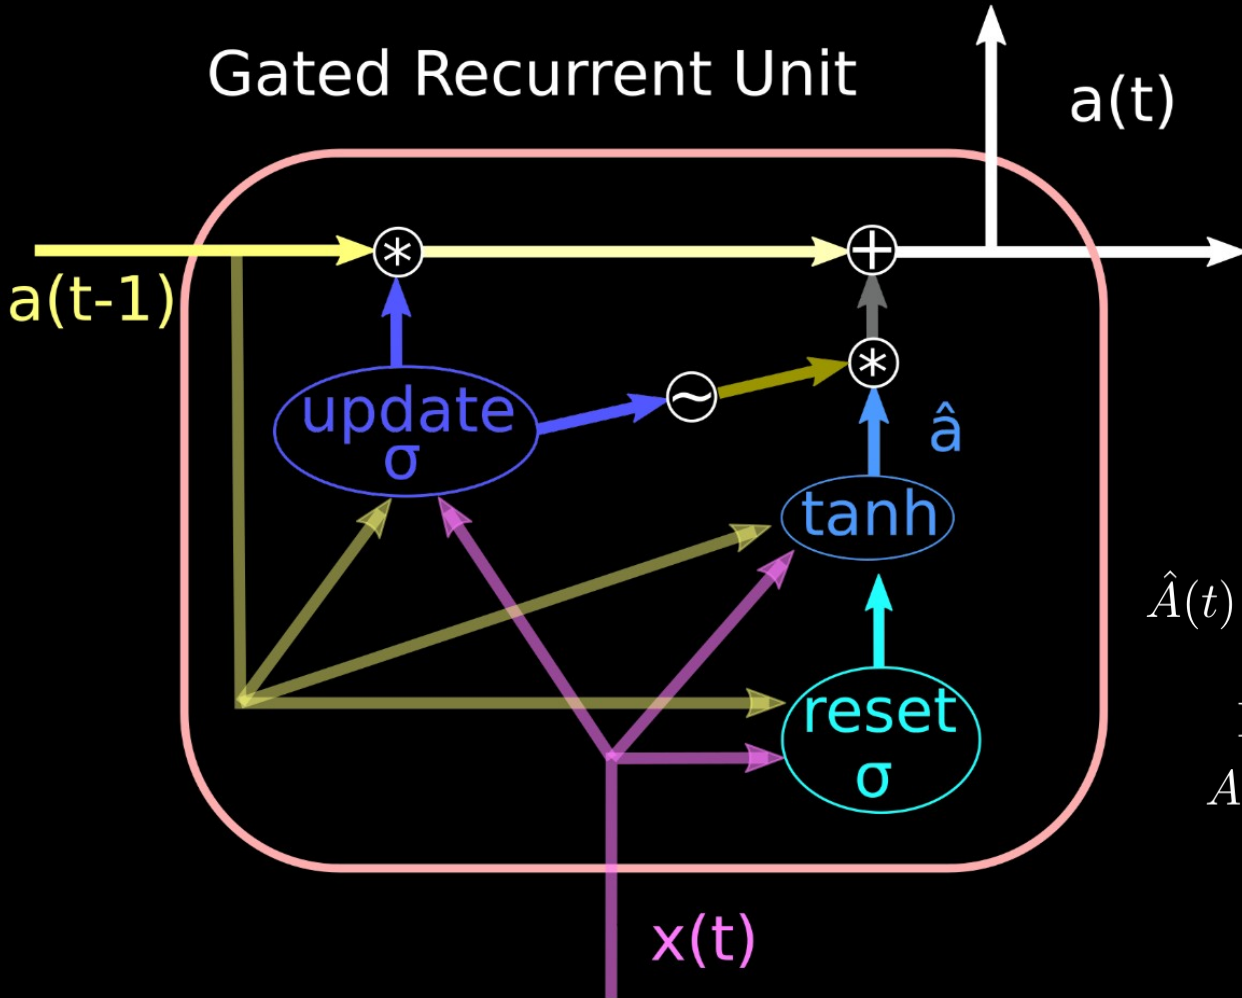 Gated Recurrent Unit
a(t)
a(t-1)
*
+
*
update
σ
~
â
tanh
Â(t)
reset
σ
A
x(t)